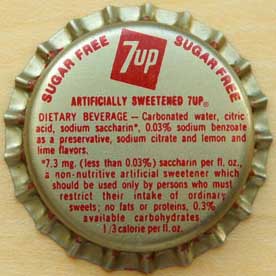 SUGAR FREE
7up
SUGAR FREE
ARTIFICIALLY SWEETENED 7UP®
DIETARY BEVERAGE – Carbonated water, citric
acid, sodium saccharin*, 0.03% sodium benzoate
as a preservative, sodium citrate and lemon and
lime flavors.
*7.3 mg. (less than 0.03%) saccharin per fl. oz.,
a non-nutritive artificial sweetener which
should be used only by persons who must
restrict their intake of ordinary
sweets; no fats or proteins, 0.3%
available carbohydrates.
1/3 calorie per fl. oz.